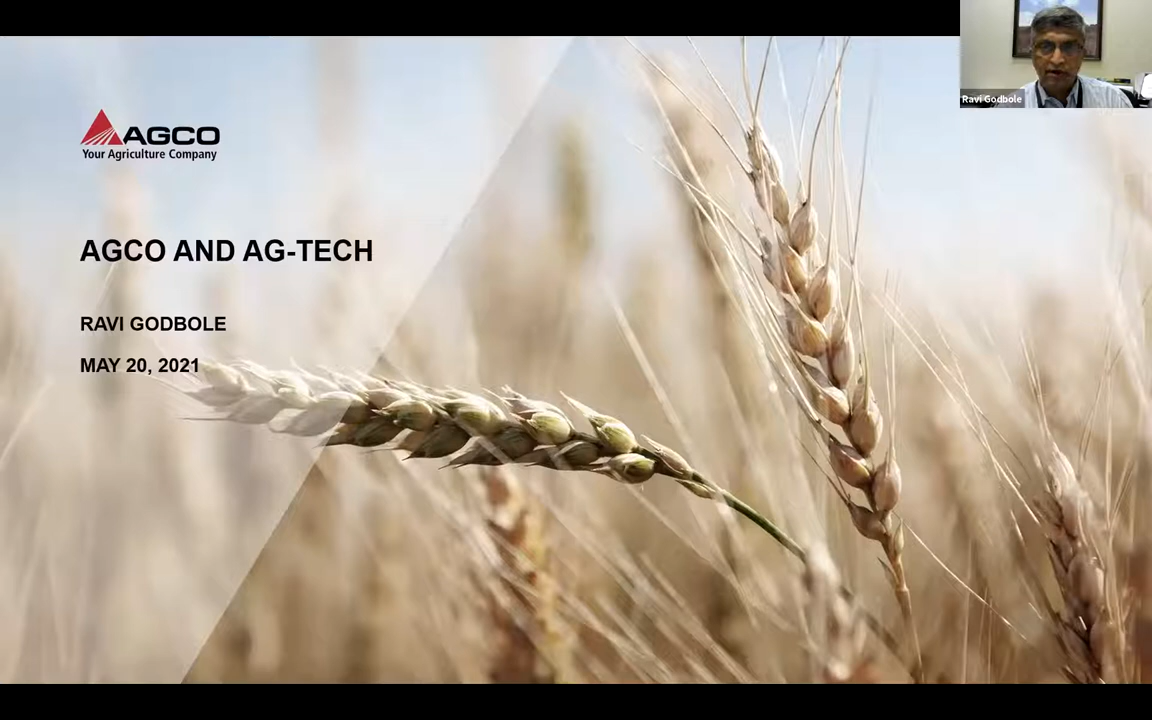 AGCO
Your Agriculture Company
AGCO AND AG-TECH
RAVI GODBOLE
MAY 20, 2021
Ravi Godbole